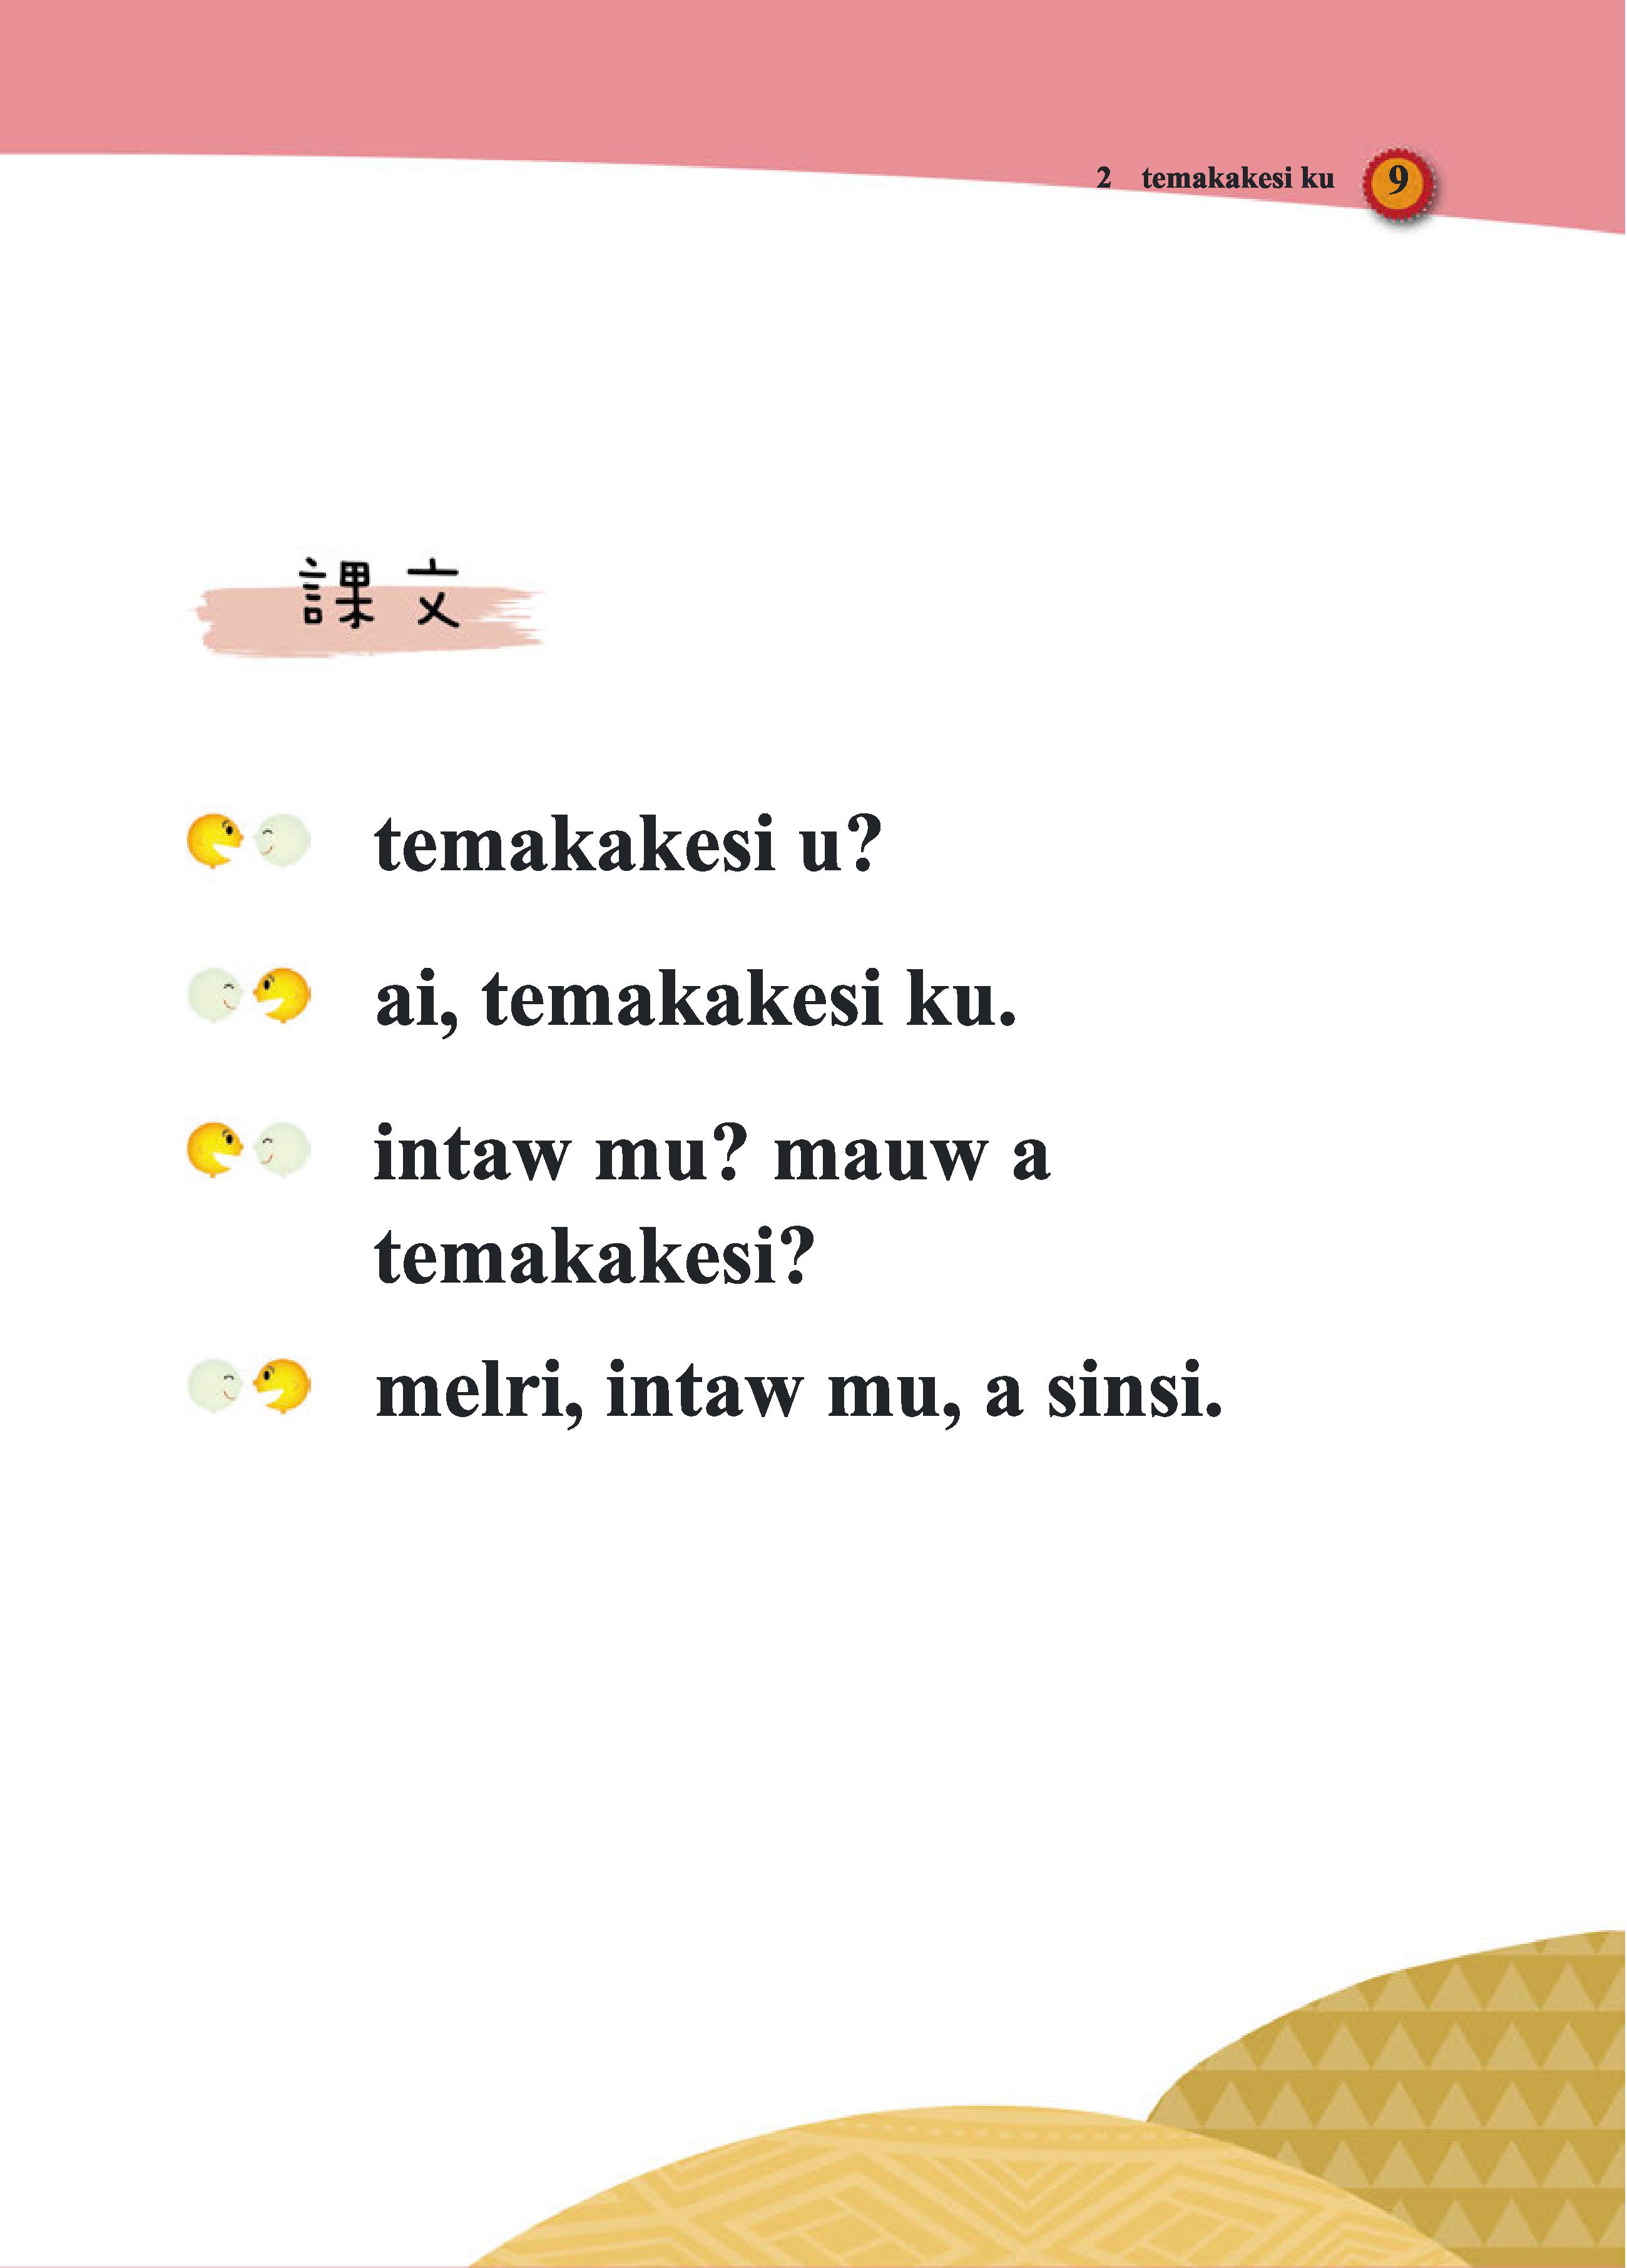 2 temakakesi ku 9
課文
temakakesi u?
ai, temakakesi ku.
intaw mu? mauw a
temakakesi?
melri, intaw mu, a sinsi.